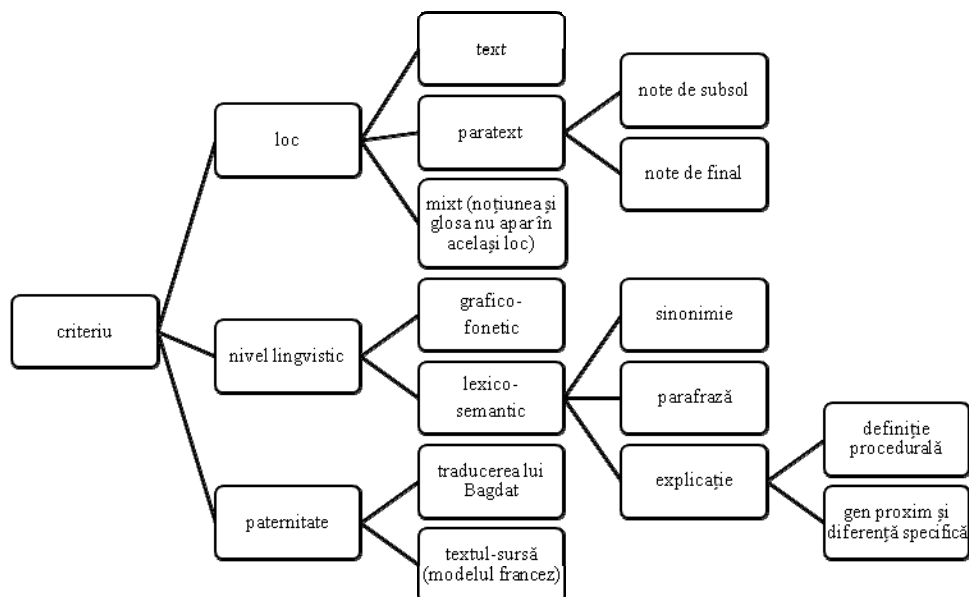 text
note de subsol
loc
paratext
note de final
mixt (noțiunea și
glosa nu apar în
același loc)
criteriu
nivel lingvistic
grafico-
fonetic
sinonimie
lexico-
semantic
parafrază
explicație
definiție
procedurală
gen proxim și
diferență specifică
paternitate
traducerea lui
Bagdat
textul-sursă
(modelul francez)